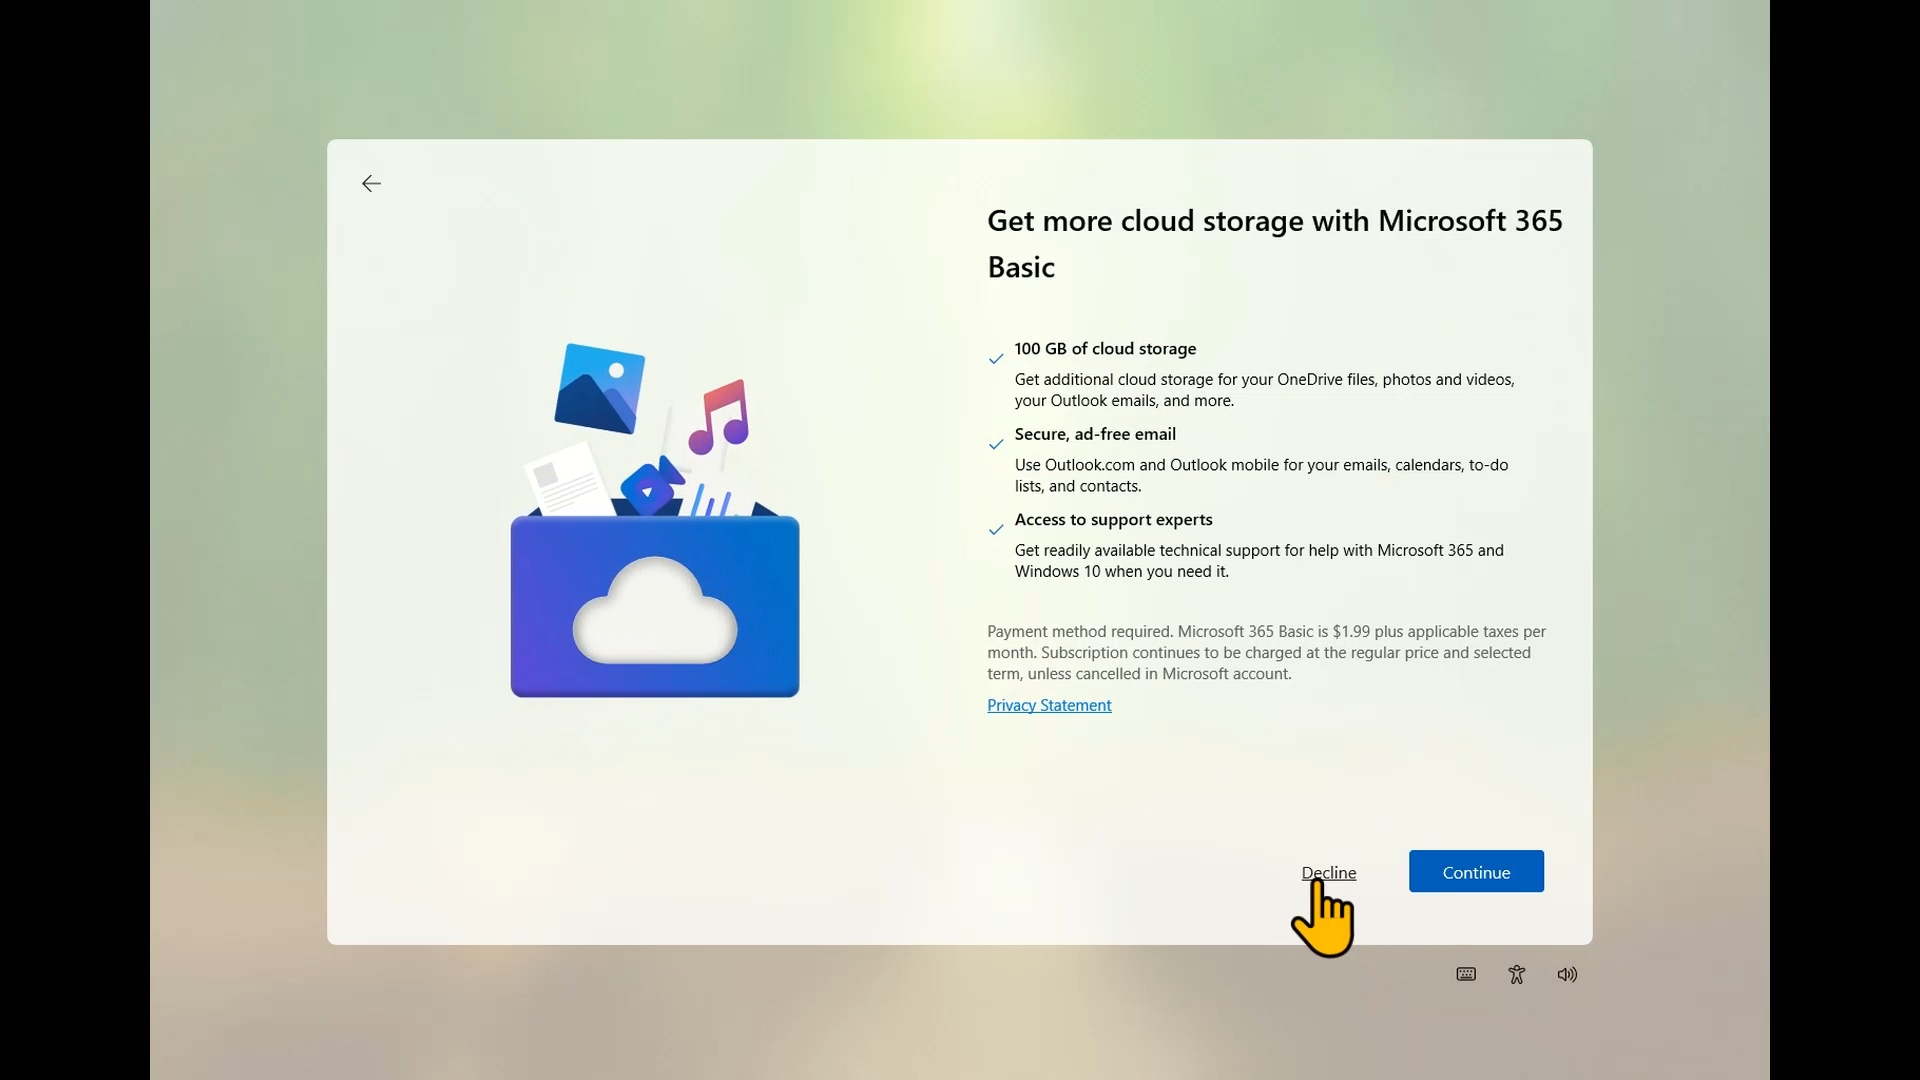 Get more cloud storage with Microsoft 365
Basic
100 GB of cloud storage
Get additional cloud storage for your OneDrive files, photos and videos,
your Outlook emails, and more.
Secure, ad-free email
Use Outlook.com and Outlook mobile for your emails, calendars, to-do
lists, and contacts.
Access to support experts
Get readily available technical support for help with Microsoft 365 and
Windows 10 when you need it.
Payment method required. Microsoft 365 Basic is $1.99 plus applicable taxes per
month. Subscription continues to be charged at the regular price and selected
term, unless cancelled in Microsoft account.
Privacy Statement
Decline
Continue